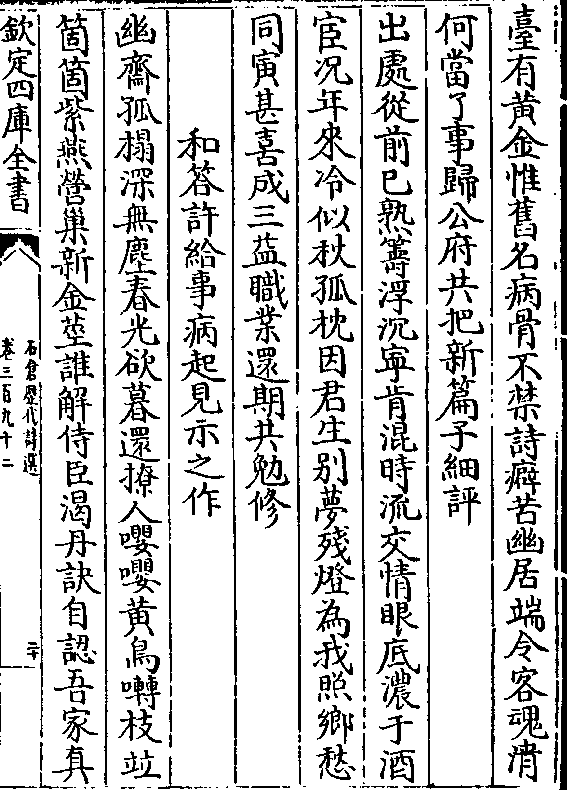 臺有黃金惟舊名病骨不禁詩癖苦幽居端令客魂清
何當了事歸公府共把新篇子細評
出處從前已熟籌浮沉寧肯混時流交情眼底濃于酒
宦况年來冷似秋孤枕因君生别夢殘燈為我照鄉愁
同寅甚喜成三益職業還期共勉修
和答許給事病起見示之作
幽齋孤榻深無塵春光欲暮還撩人嚶嚶黃鳥囀枝竝
箇箇紫燕營巢新金莖誰解侍臣渴丹訣自認吾家真
欽定四庫全書
石倉歷代詩選
卷三百九十二
二十